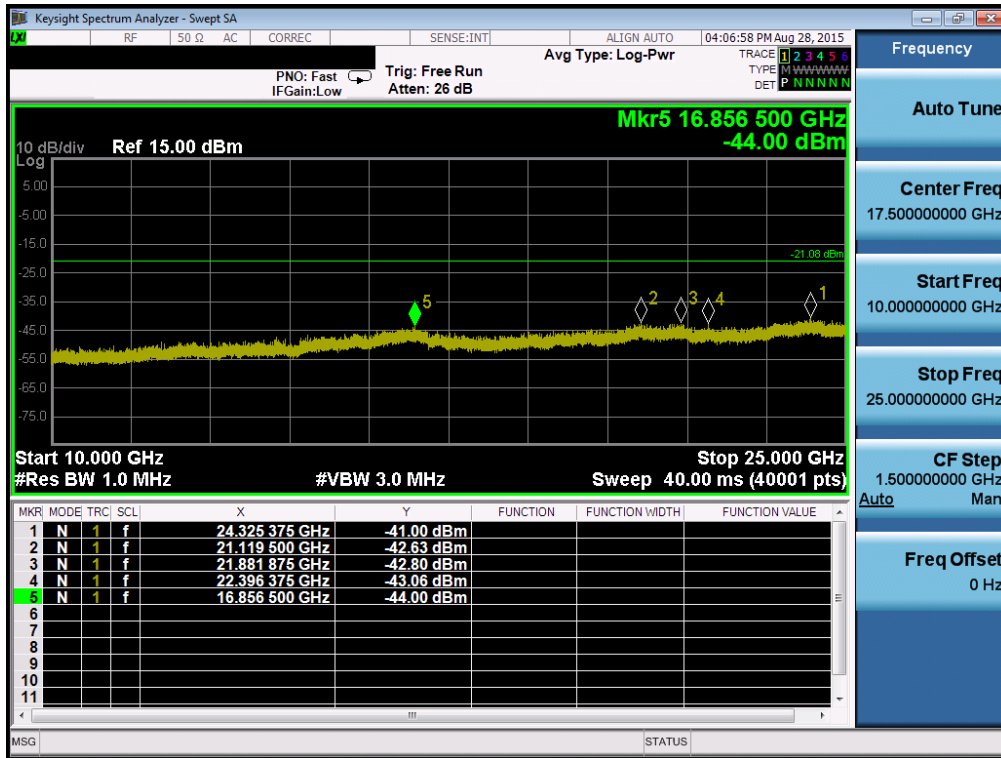 Keysight Spectrum Analyzer - Swept SA
LXI RF 50 Ω AC CORREC SENSE:INT ALIGN AUTO 04:06:58 PM Aug 28, 2015
Frequency
Avg Type: Log-Pwr TRACE 1 2 3 4 5 6
PNO: Fast Trig: Free Run TYPE M WWWWW
IFGain:Low Atten: 26 dB DET P N N N N N
Auto Tune
Mkr5 16.856 500 GHz
10 dB/div Ref 15.00 dBm -44.00 dBm
Log
5.00
-5.00
-15.0
-21.08 dBm
-25.0
-35.0
5 2 3 4 1
-45.0
-55.0
-65.0
-75.0
Center Freq
17.500000000 GHz
Start Freq
10.000000000 GHz
Stop Freq
25.000000000 GHz
Start 10.000 GHz Stop 25.000 GHz
#Res BW 1.0 MHz #VBW 3.0 MHz Sweep 40.00 ms (40001 pts)
CF Step
1.500000000 GHz
Auto Man
MKR MODE TRC SCL X Y FUNCTION FUNCTION WIDTH FUNCTION VALUE
1 N 1 f 24.325 375 GHz -41.00 dBm
2 N 1 f 21.119 500 GHz -42.63 dBm
3 N 1 f 21.881 875 GHz -42.80 dBm
4 N 1 f 22.396 375 GHz -43.06 dBm
5 N 1 f 16.856 500 GHz -44.00 dBm
6
7
8
9
10
11
Freq Offset
0 Hz
MSG STATUS